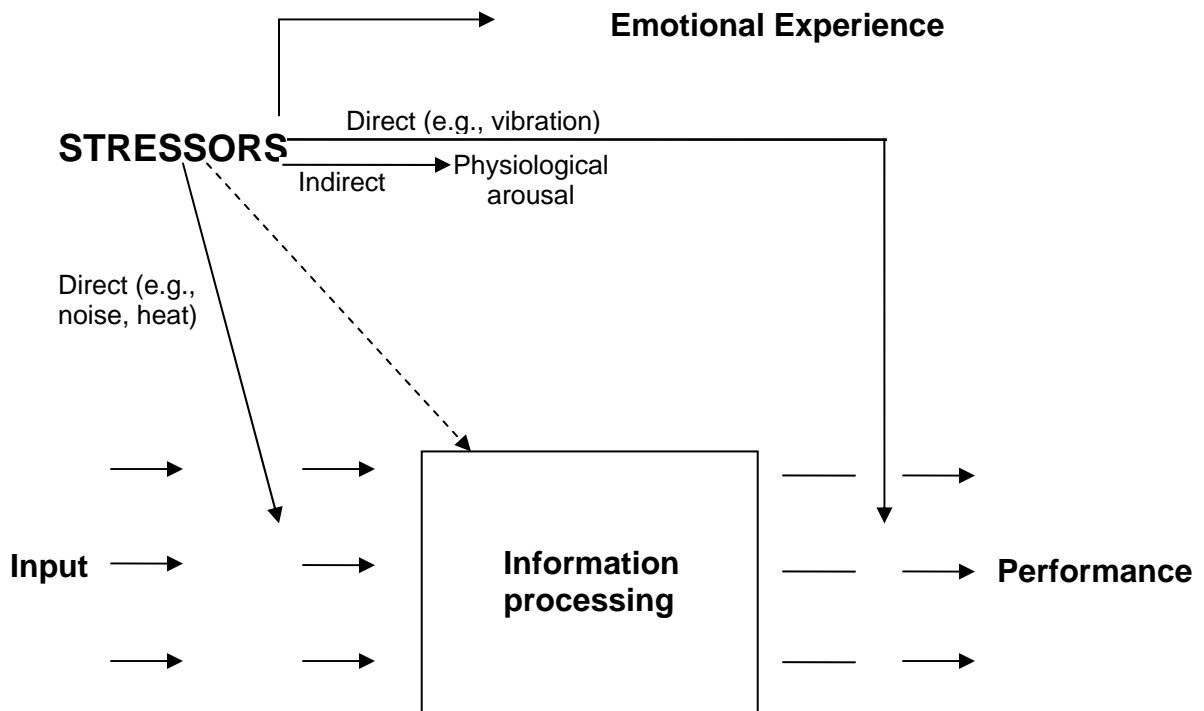 Emotional Experience
Direct (e.g., vibration)
STRESSORS
Indirect
Physiological
arousal
Direct (e.g.,
noise, heat)
Input
Information
processing
Performance